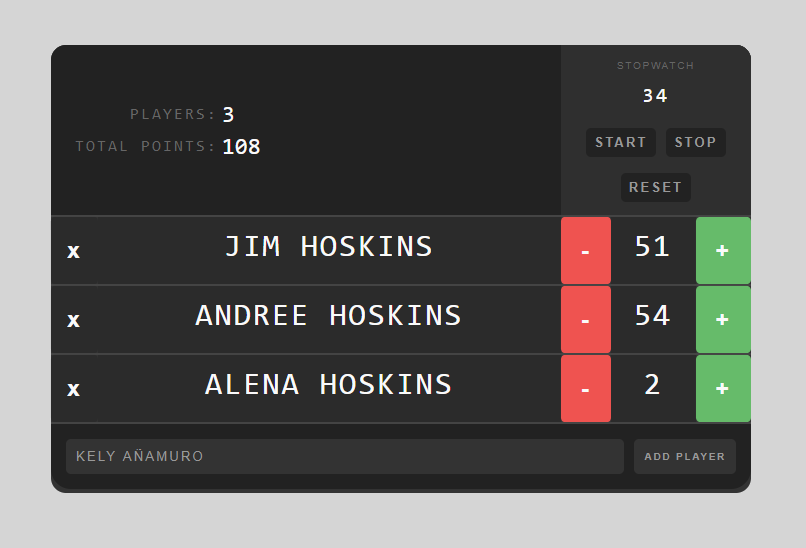 STOPWATCH
34
PLAYERS: 3
TOTAL POINTS: 108
START STOP
RESET
x JIM HOSKINS - 51 +
x ANDREE HOSKINS - 54 +
x ALENA HOSKINS - 2 +
KELY AÑAMURO ADD PLAYER